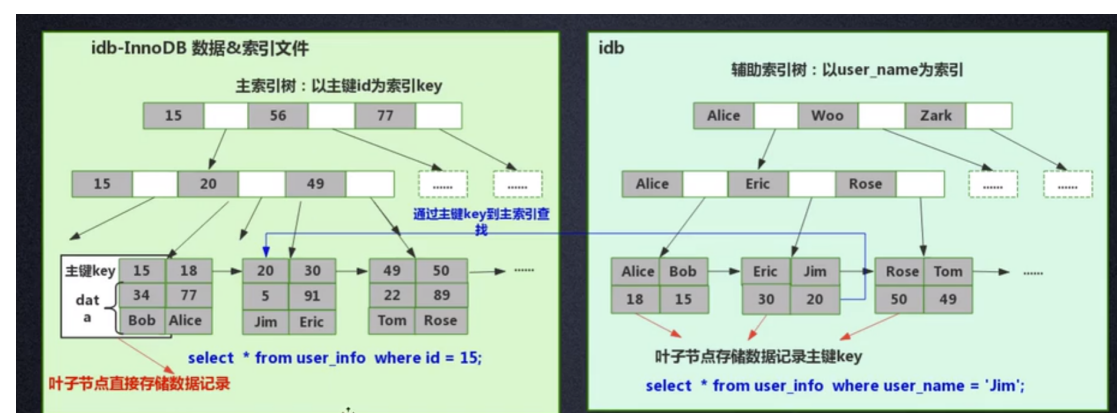 idb-InnoDB 数据&索引文件
主索引树：以主键id为索引key
15 56 77
15 20 49 ...... ......
通过主键key到主索引查
找
主键key 15 18 20 30 49 50 ......
dat
a
34 77 5 91 22 89
Bob Alice Jim Eric Tom Rose
select * from user_info where id = 15;
叶子节点直接存储数据记录
idb
辅助索引树：以user_name为索引
Alice Woo Zark
Alice Eric Rose ...... ......
Alice Bob Eric Jim Rose Tom ......
18 15 30 20 50 49
叶子节点存储数据记录主键key
select * from user_info where user_name = 'Jim';